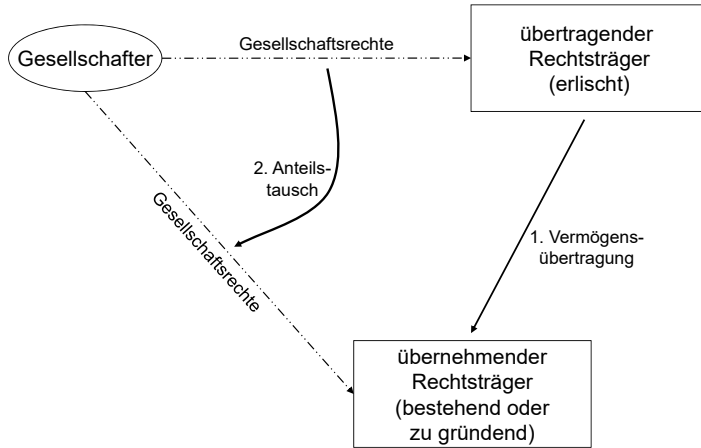 Gesellschafter
Gesellschaftsrechte
übertragender
Rechtsträger
(erlischt)
2. Anteils-
tausch
Gesellschaftsrechte
1. Vermögens-
übertragung
übernehmender
Rechtsträger
(bestehend oder
zu gründend)